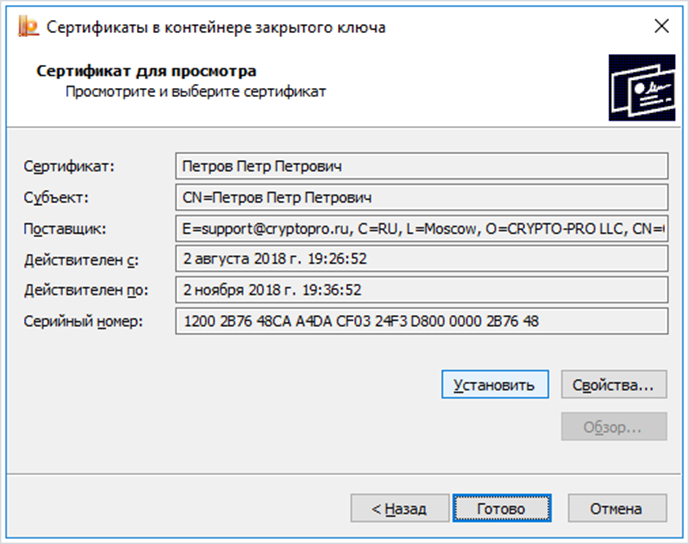 Сертификаты в контейнере закрытого ключа
Сертификат для просмотра
Просмотрите и выберите сертификат
Сертификат: Петров Петр Петрович
Субъект: CN=Петров Петр Петрович
Поставщик: E=support@cryptopro.ru, C=RU, L=Moscow, O=CRYPTO-PRO LLC, CN=
Действителен с: 2 августа 2018 г. 19:26:52
Действителен по: 2 ноября 2018 г. 19:36:52
Серийный номер: 1200 2B76 48CA A4DA CF03 24F3 D800 0000 2B76 48
Установить Свойства...
Обзор...
< Назад Готово Отмена